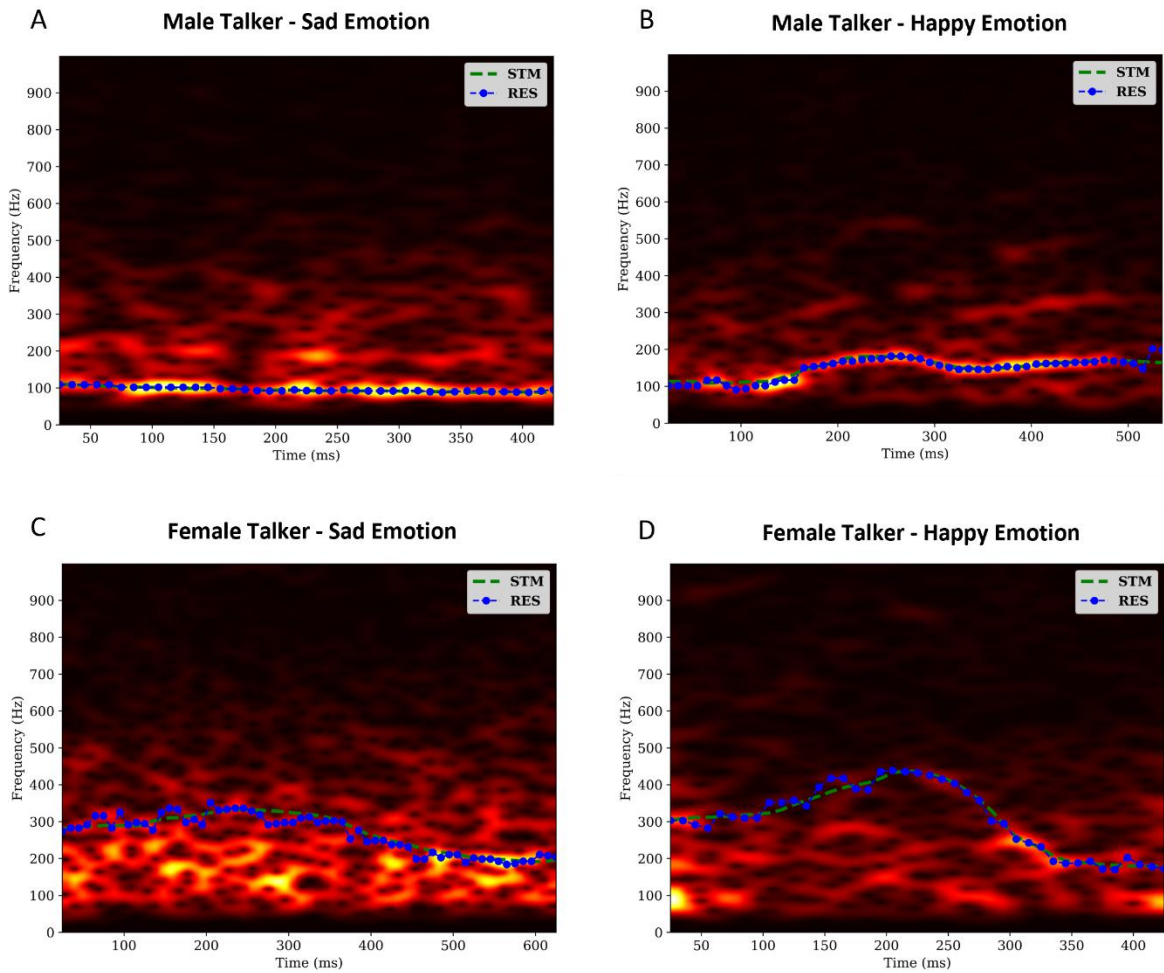 A
Male Talker - Sad Emotion
STM
RES
900
800
700
600
500
400
300
200
100
0
Frequency (Hz)
50 100 150 200 250 300 350 400
Time (ms)
B
Male Talker - Happy Emotion
STM
RES
900
800
700
600
500
400
300
200
100
0
Frequency (Hz)
100 200 300 400 500
Time (ms)
C
Female Talker - Sad Emotion
STM
RES
900
800
700
600
500
400
300
200
100
0
Frequency (Hz)
100 200 300 400 500 600
Time (ms)
D
Female Talker - Happy Emotion
STM
RES
900
800
700
600
500
400
300
200
100
0
Frequency (Hz)
50 100 150 200 250 300 350 400
Time (ms)